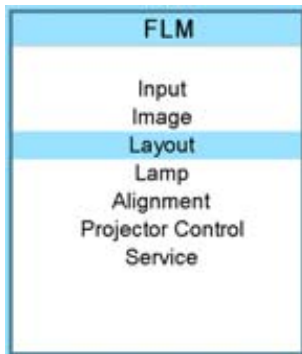 FLM
Input
Image
Layout
Lamp
Alignment
Projector Control
Service